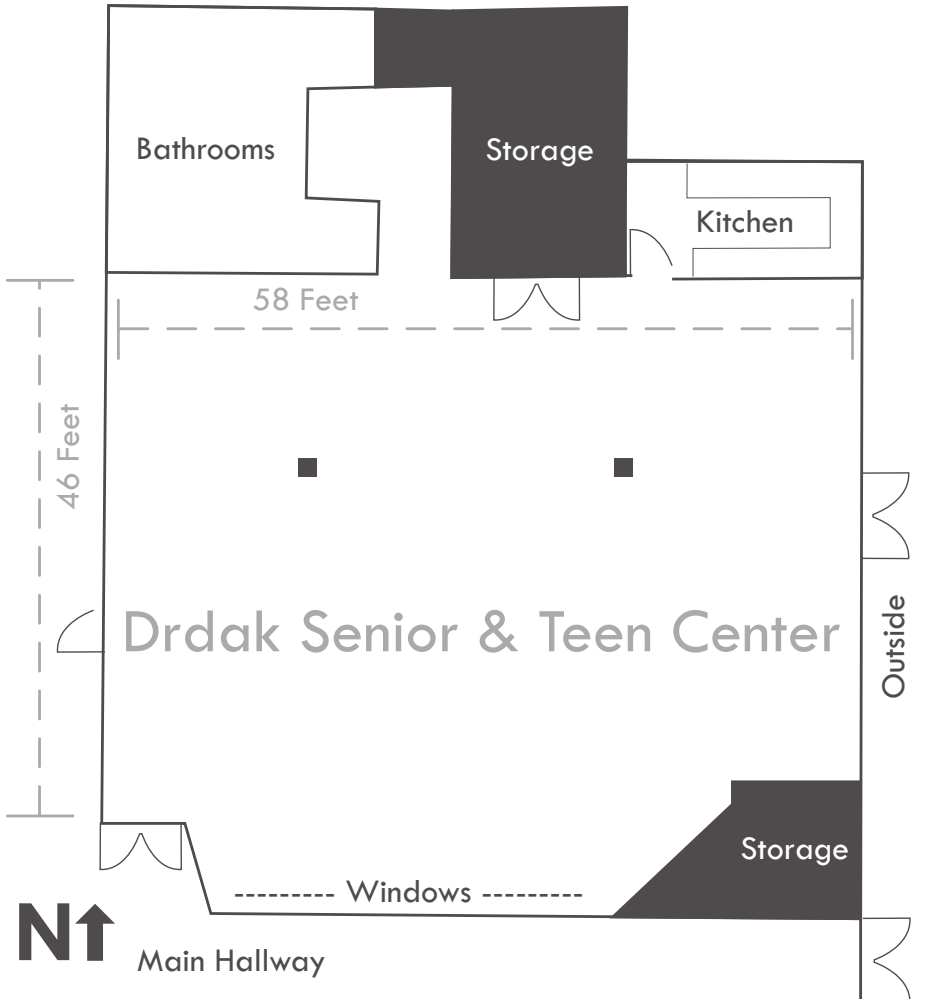 Bathrooms
Storage
Kitchen
58 Feet
46 Feet
Drdak Senior & Teen Center
Outside
Storage
--------- Windows ---------
N
Main Hallway